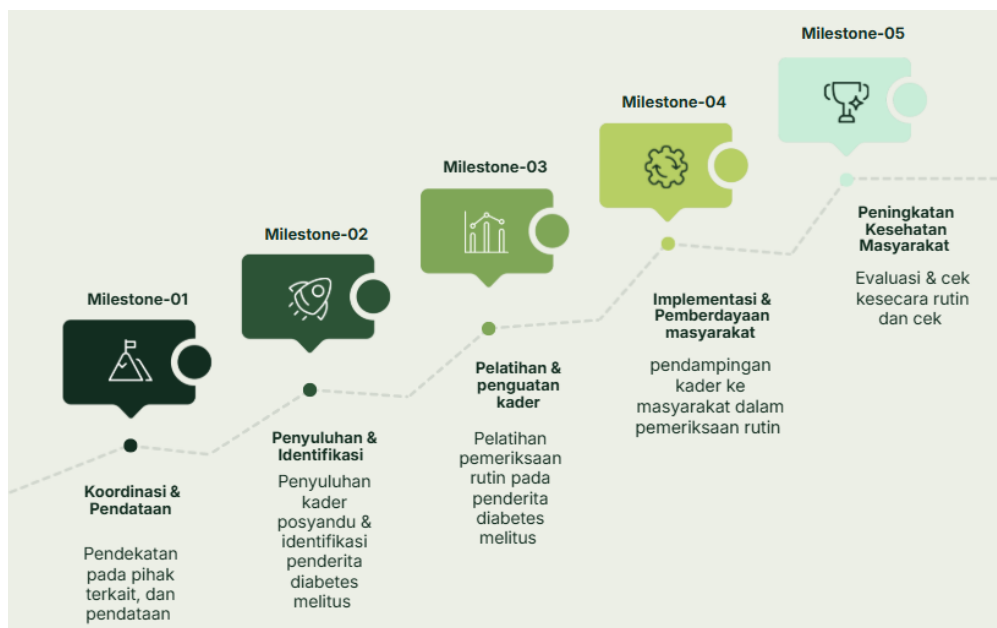 Milestone-01
Koordinasi &
Pendataan
Pendekatan
pada pihak
terkait, dan
pendataan
Milestone-02
Penyuluhan &
Identifikasi
Penyuluhan
kader
posyandu &
identifikasi
penderita
diabetes
melitus
Milestone-03
Pelatihan &
penguatan
kader
Pelatihan
pemeriksaan
rutin pada
penderita
diabetes
melitus
Milestone-04
Implementasi &
Pemberdayaan
masyarakat
pendampingan
kader ke
masyarakat dalam
pemeriksaan rutin
Milestone-05
Peningkatan
Kesehatan
Masyarakat
Evaluasi & cek
kesecara rutin
dan cek